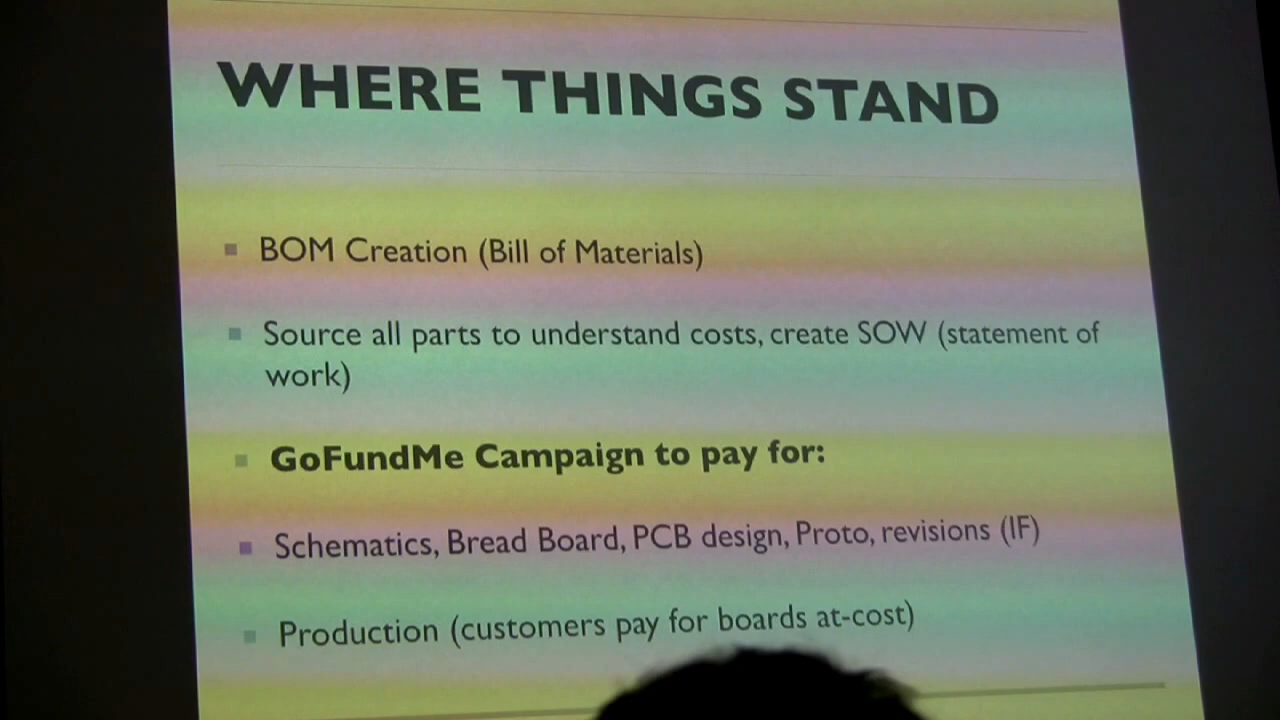 WHERE THINGS STAND
BOM Creation (Bill of Materials)
Source all parts to understand costs, create SOW (statement of
work)
GoFundMe Campaign to pay for:
Schematics, Bread Board, PCB design, Proto, revisions (IF)
Production (customers pay for boards at-cost)